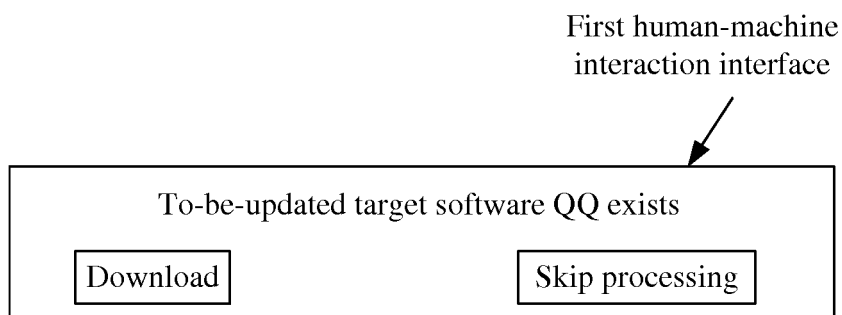 First human-machine
interaction interface
To-be-updated target software QQ exists
Download
Skip processing